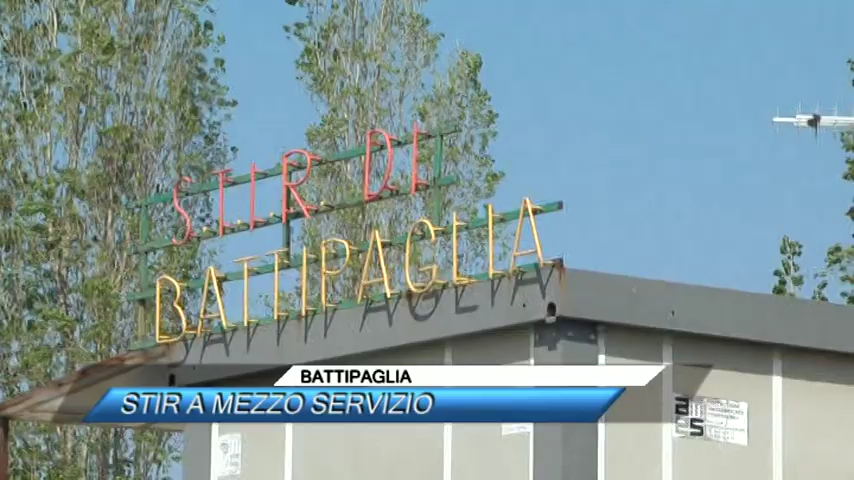 S.T.I.R DI
BATTIPAGLIA
BATTIPAGLIA
STIR A MEZZO SERVIZIO